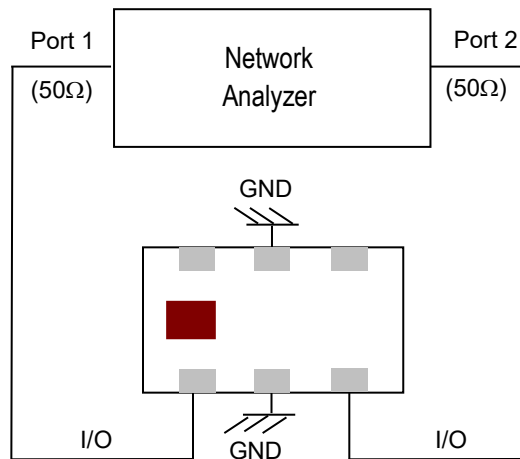 Port 1
Port 2
Network
Analyzer
(50Ω)
(50Ω)
GND
I/O
GND
I/O